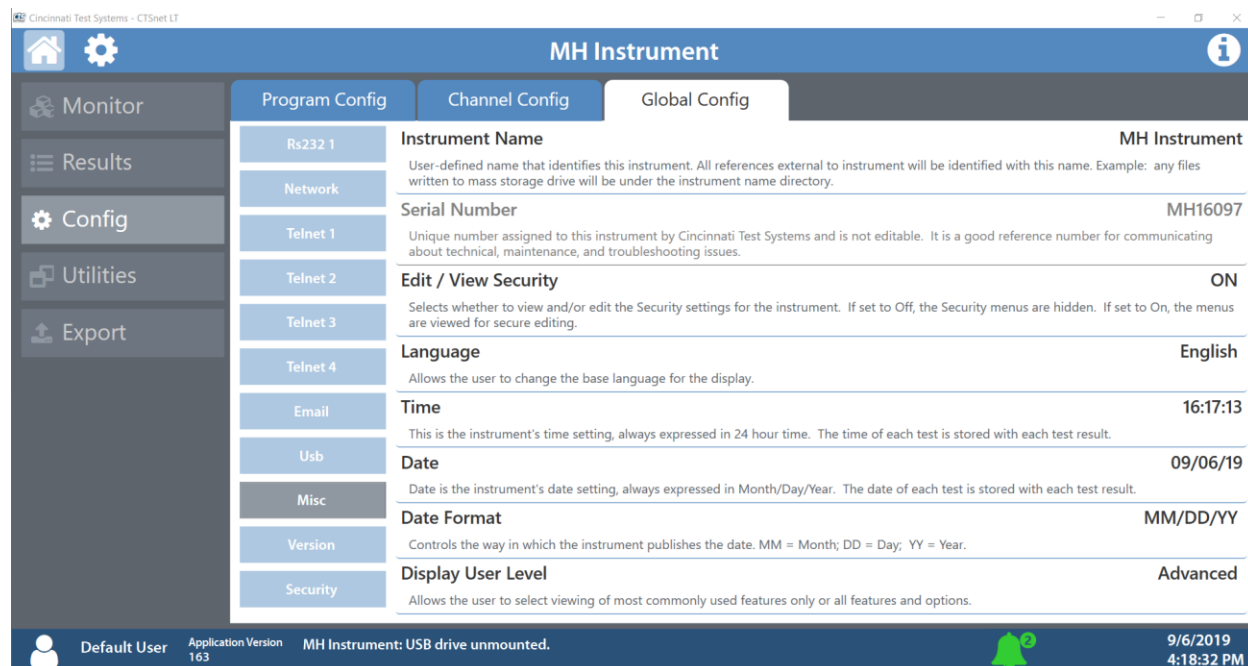 Cincinnati Test Systems - CTSnet LT
MH Instrument
Monitor
Results
Config
Utilities
Export
Program Config
Channel Config
Global Config
Rs232 1
Network
Telnet 1
Telnet 2
Telnet 3
Telnet 4
Email
Usb
Misc
Version
Security
Instrument Name MH Instrument
User-defined name that identifies this instrument. All references external to instrument will be identified with this name. Example: any files
written to mass storage drive will be under the instrument name directory.
Serial Number MH16097
Unique number assigned to this instrument by Cincinnati Test Systems and is not editable. It is a good reference number for communicating
about technical, maintenance, and troubleshooting issues.
Edit / View Security ON
Selects whether to view and/or edit the Security settings for the instrument. If set to Off, the Security menus are hidden. If set to On, the menus
are viewed for secure editing.
Language English
Allows the user to change the base language for the display.
Time 16:17:13
This is the instrument's time setting, always expressed in 24 hour time. The time of each test is stored with each test result.
Date 09/06/19
Date is the instrument's date setting, always expressed in Month/Day/Year. The date of each test is stored with each test result.
Date Format MM/DD/YY
Controls the way in which the instrument publishes the date. MM = Month; DD = Day; YY = Year.
Display User Level Advanced
Allows the user to select viewing of most commonly used features only or all features and options.
Default User
Application Version
163
MH Instrument: USB drive unmounted.
2
9/6/2019
4:18:32 PM